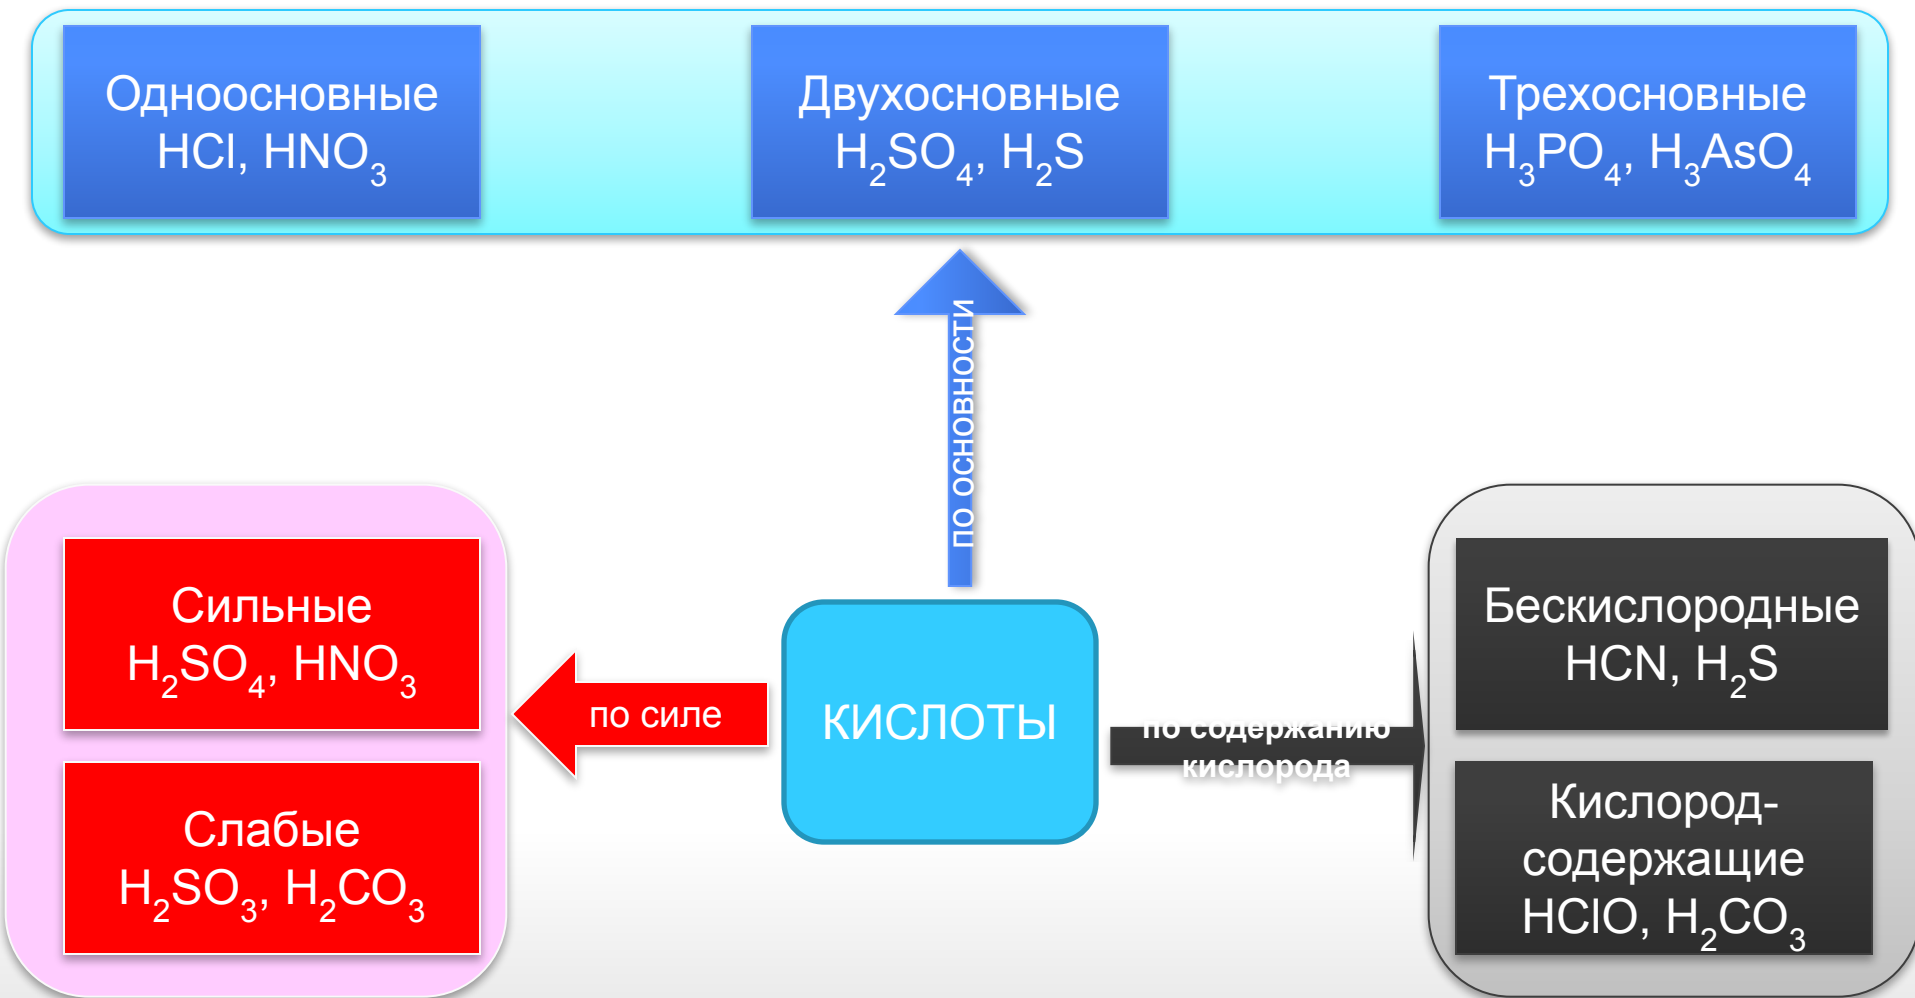 Одноосновные
HCl, HNO₃
Двухосновные
H₂SO₄, H₂S
Трехосновные
H₃PO₄, H₃AsO₄
по основности
Сильные
H₂SO₄, HNO₃
Слабые
H₂SO₃, H₂CO₃
по силе
КИСЛОТЫ
по содержанию
кислорода
Бескислородные
HCN, H₂S
Кислород-
содержащие
HClO, H₂CO₃